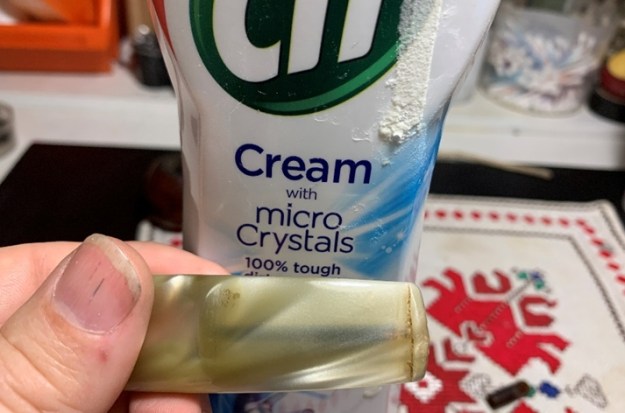 Cif
Cream
with
micro
Crystals
100% tough